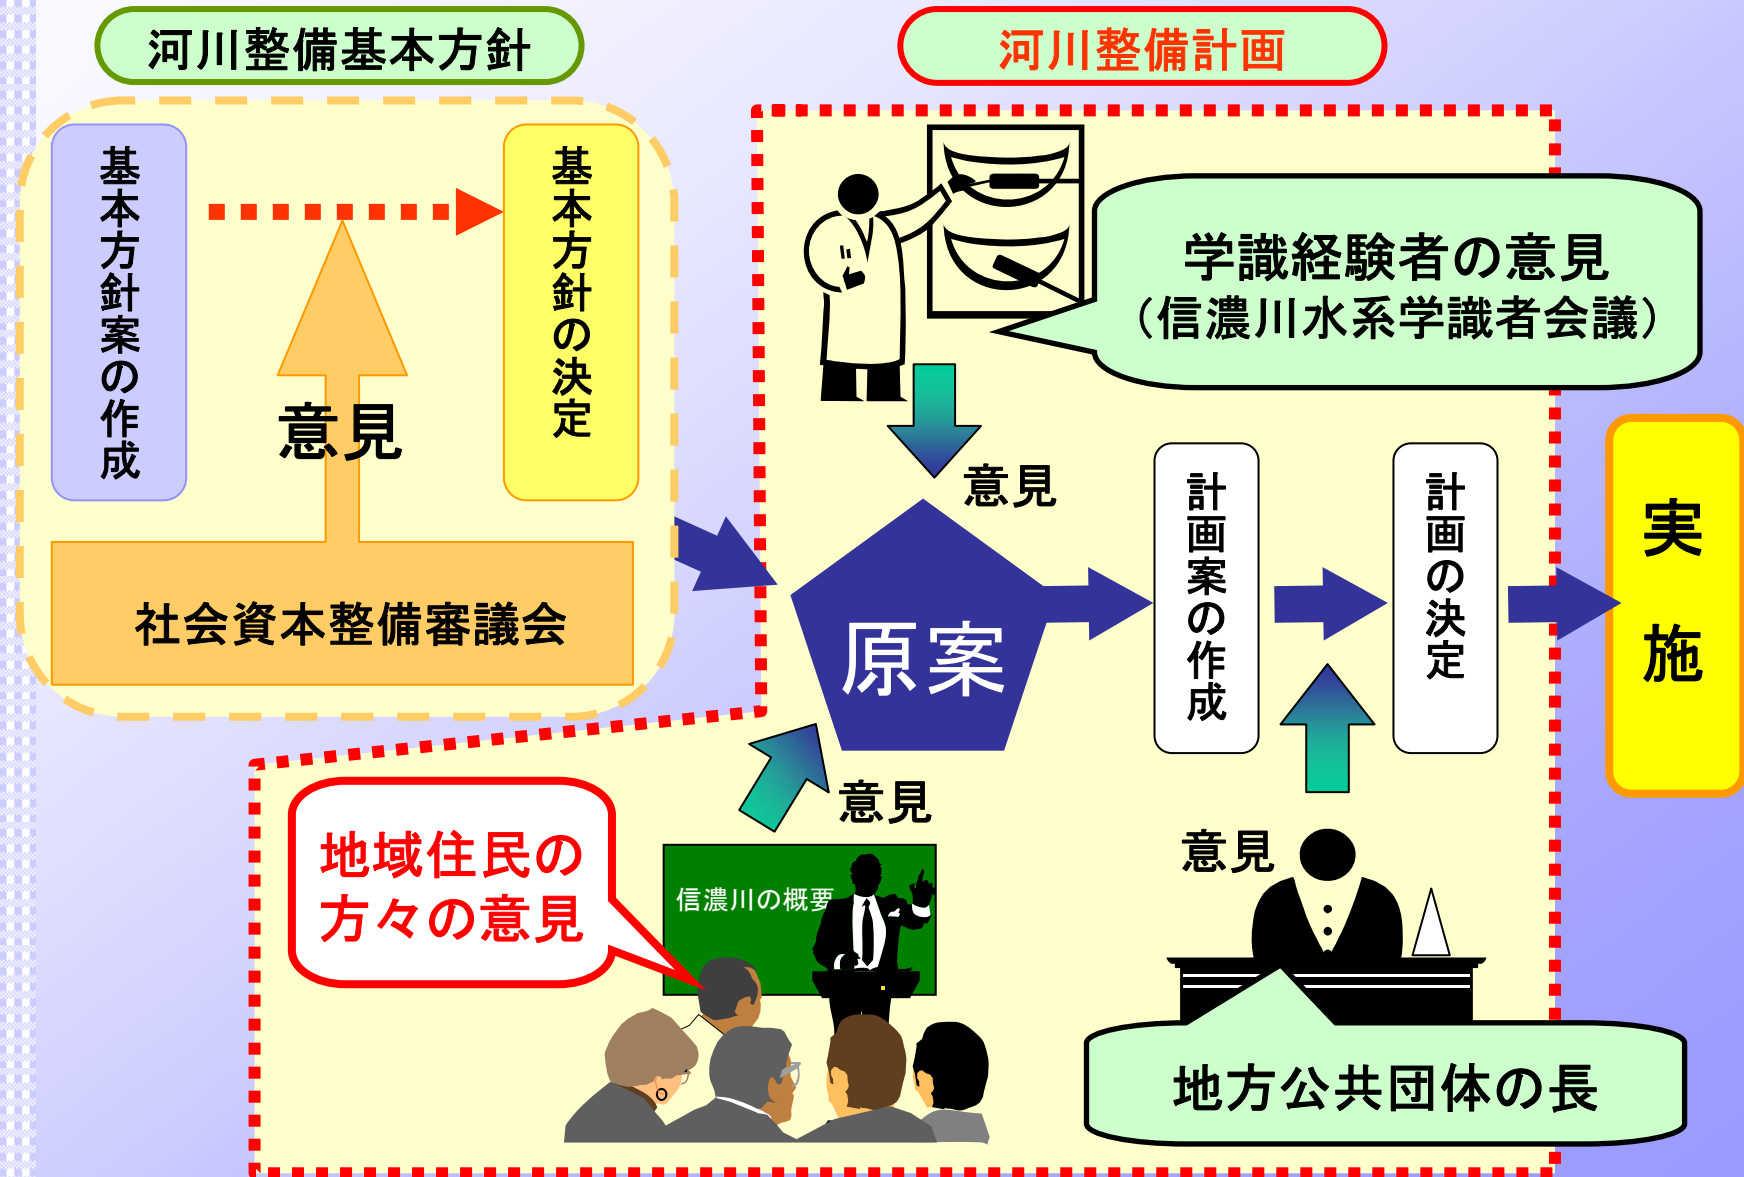 河川整備基本方針
河川整備計画
基本方針案の作成
基本方針の決定
意見
社会資本整備審議会
学識経験者の意見
（信濃川水系学識者会議）
意見
原案
計画案の作成
計画の決定
実施
意見
地域住民の
方々の意見
信濃川の概要
意見
地方公共団体の長